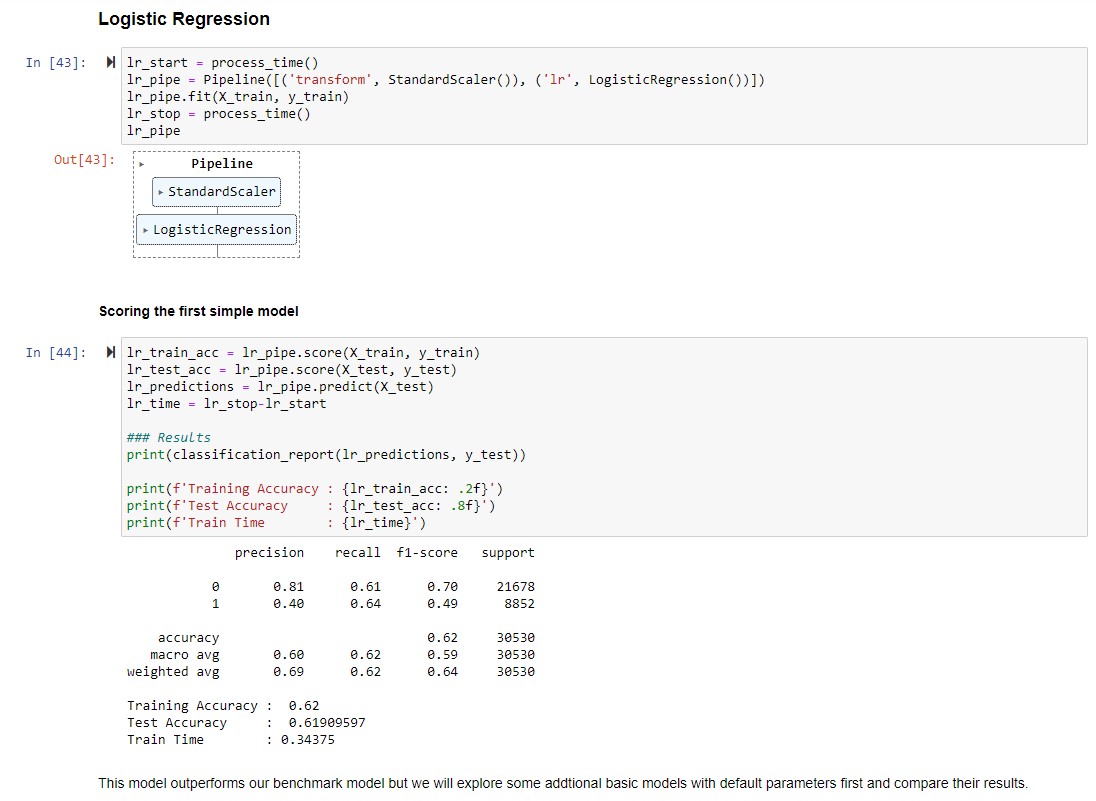 Logistic Regression
In [43]:
lr_start = process_time()
lr_pipe = Pipeline([('transform', StandardScaler()), ('lr', LogisticRegression())])
lr_pipe.fit(X_train, y_train)
lr_stop = process_time()
lr_pipe
Out[43]:
Pipeline
StandardScaler
LogisticRegression
Scoring the first simple model
In [44]:
lr_train_acc = lr_pipe.score(X_train, y_train)
lr_test_acc = lr_pipe.score(X_test, y_test)
lr_predictions = lr_pipe.predict(X_test)
lr_time = lr_stop-lr_start
### Results
print(classification_report(lr_predictions, y_test))
print(f'Training Accuracy : {lr_train_acc: .2f}')
print(f'Test Accuracy     : {lr_test_acc: .8f}')
print(f'Train Time        : {lr_time}')
precision    recall  f1-score   support
0       0.81      0.61      0.70     21678
1       0.40      0.64      0.49      8852
accuracy                           0.62     30530
macro avg       0.60      0.62      0.59     30530
weighted avg       0.69      0.62      0.64     30530
Training Accuracy :  0.62
Test Accuracy     :  0.61909597
Train Time        : 0.34375
This model outperforms our benchmark model but we will explore some addtional basic models with default parameters first and compare their results.